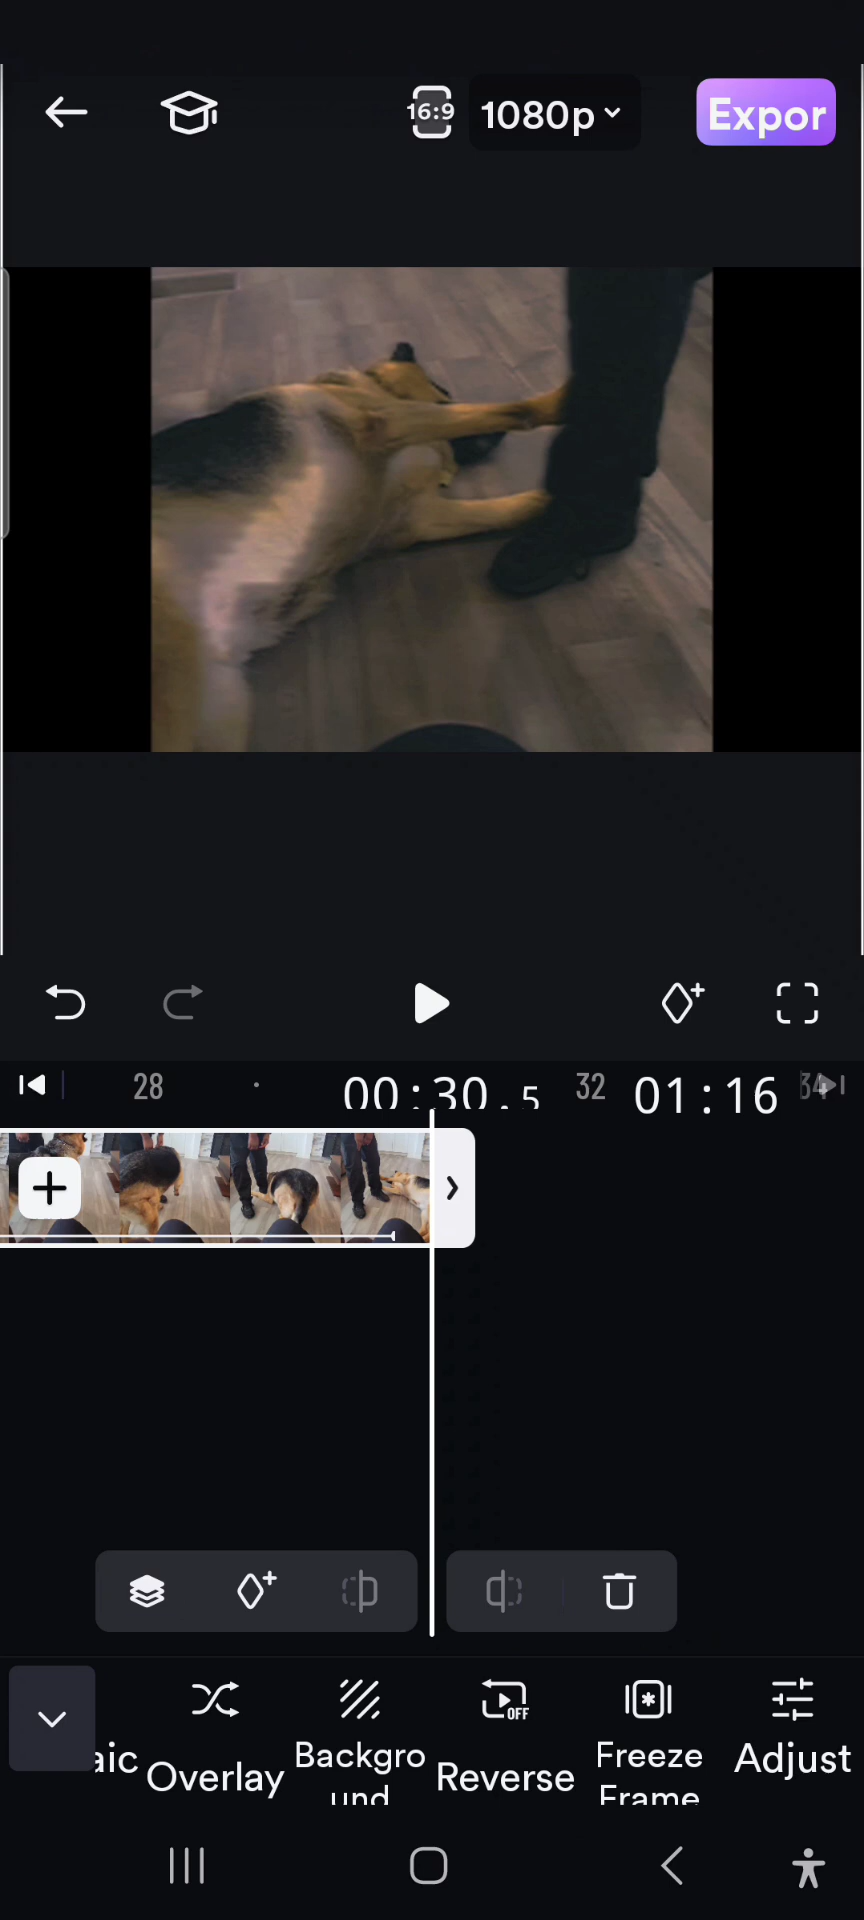 16:9 1080p Expor
28 00:30.5 32 01:16 34
aic Overlay Backgro
und Reverse Freeze
Frame Adjust
OFF